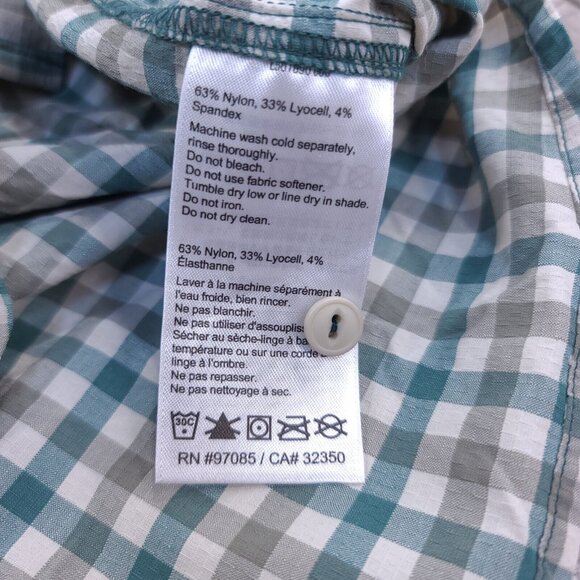 63% Nylon, 33% Lyocell, 4%
Spandex
Machine wash cold separately,
rinse thoroughly.
Do not bleach.
Do not use fabric softener.
Tumble dry low or line dry in shade.
Do not iron.
Do not dry clean.
63% Nylon, 33% Lyocell, 4%
Élasthanne
Laver à la machine séparément à
l'eau froide, bien rincer.
Ne pas blanchir.
Ne pas utiliser d'assoupliss
Sécher au sèche-linge à ba
température ou sur une corde
linge à l'ombre.
Ne pas repasser.
Ne pas nettoyage à sec.
30C
RN #97085 / CA# 32350